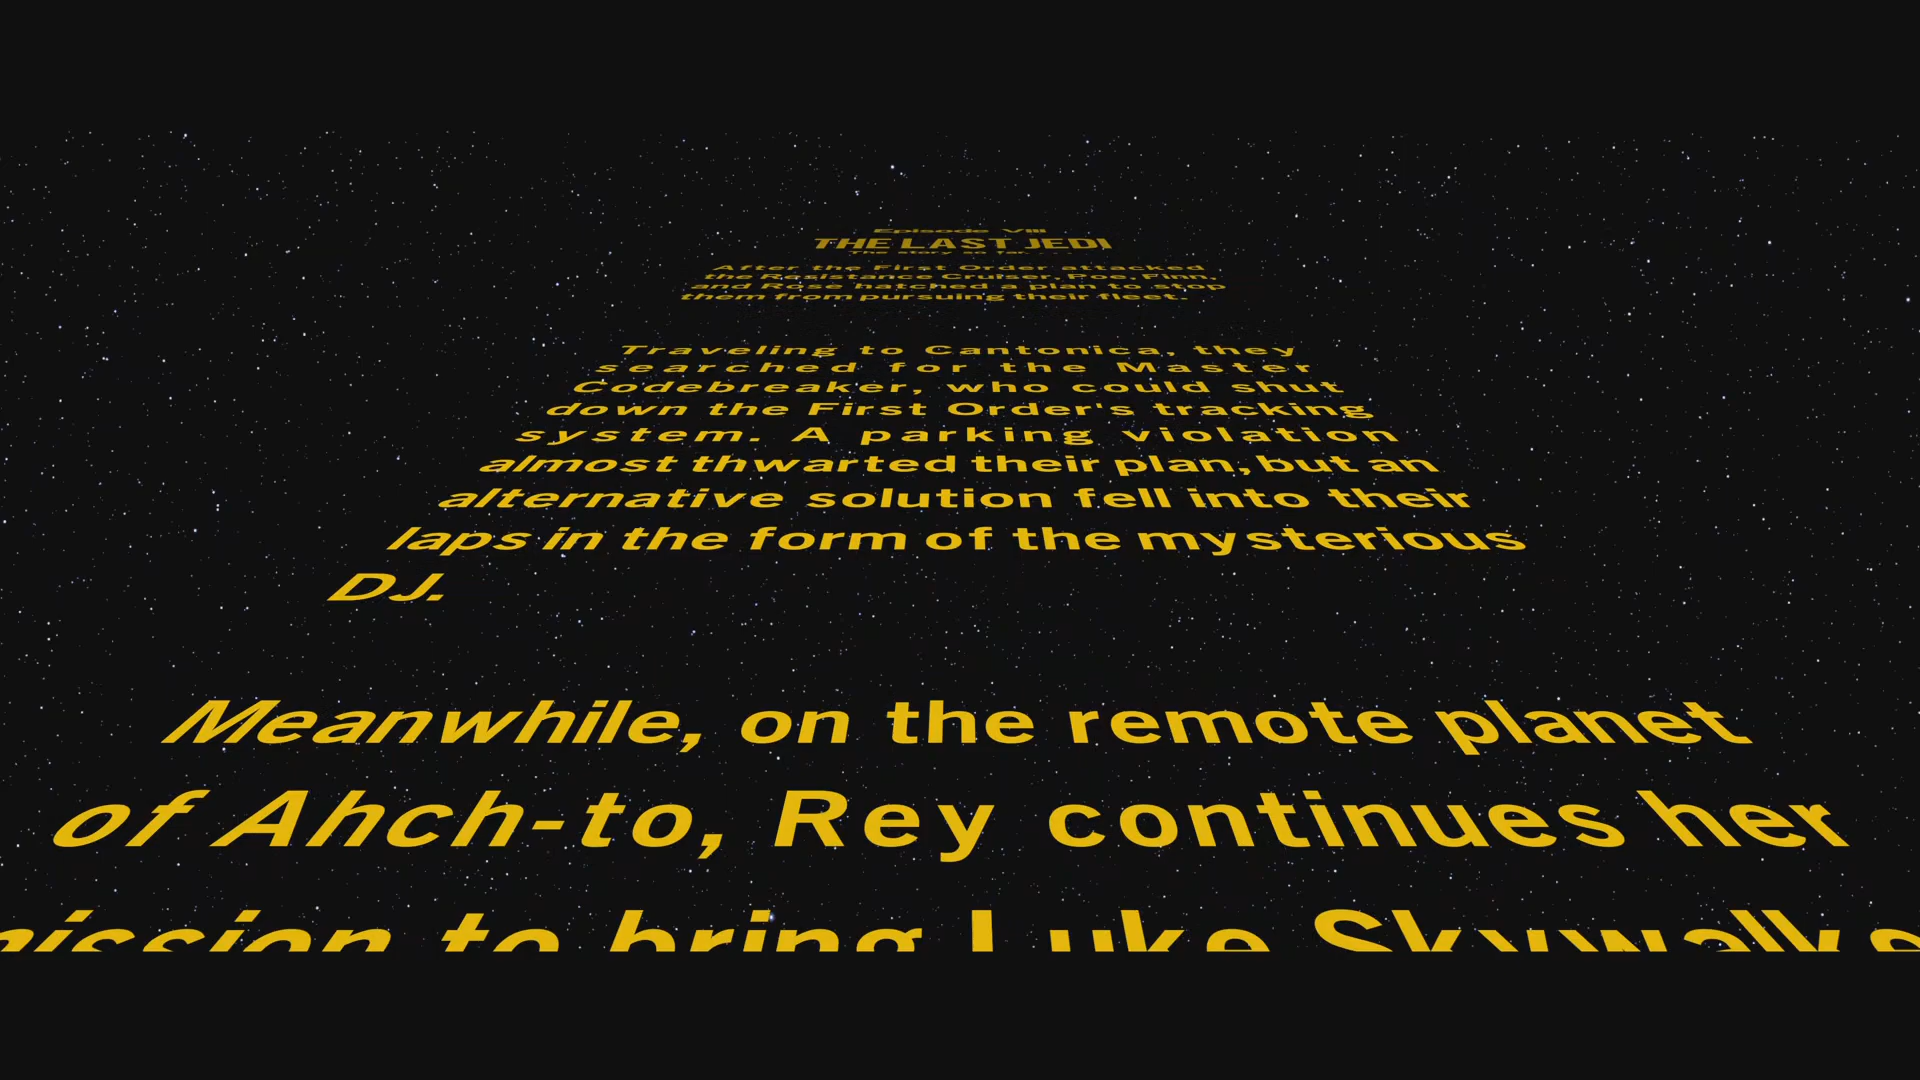 Episode VIII
THE LAST JEDI
The story so far. . . .
After the First Order attacked
the Resistance Cruiser, Poe, Finn,
and Rose hatched a plan to stop
them from pursuing their fleet.
Traveling to Cantonica, they
searched for the Master
Codebreaker, who could shut
down the First Order's tracking
system. A parking violation
almost thwarted their plan, but an
alternative solution fell into their
laps in the form of the mysterious
DJ.
Meanwhile, on the remote planet
of Ahch-to, Rey continues her
mission to bring Luke